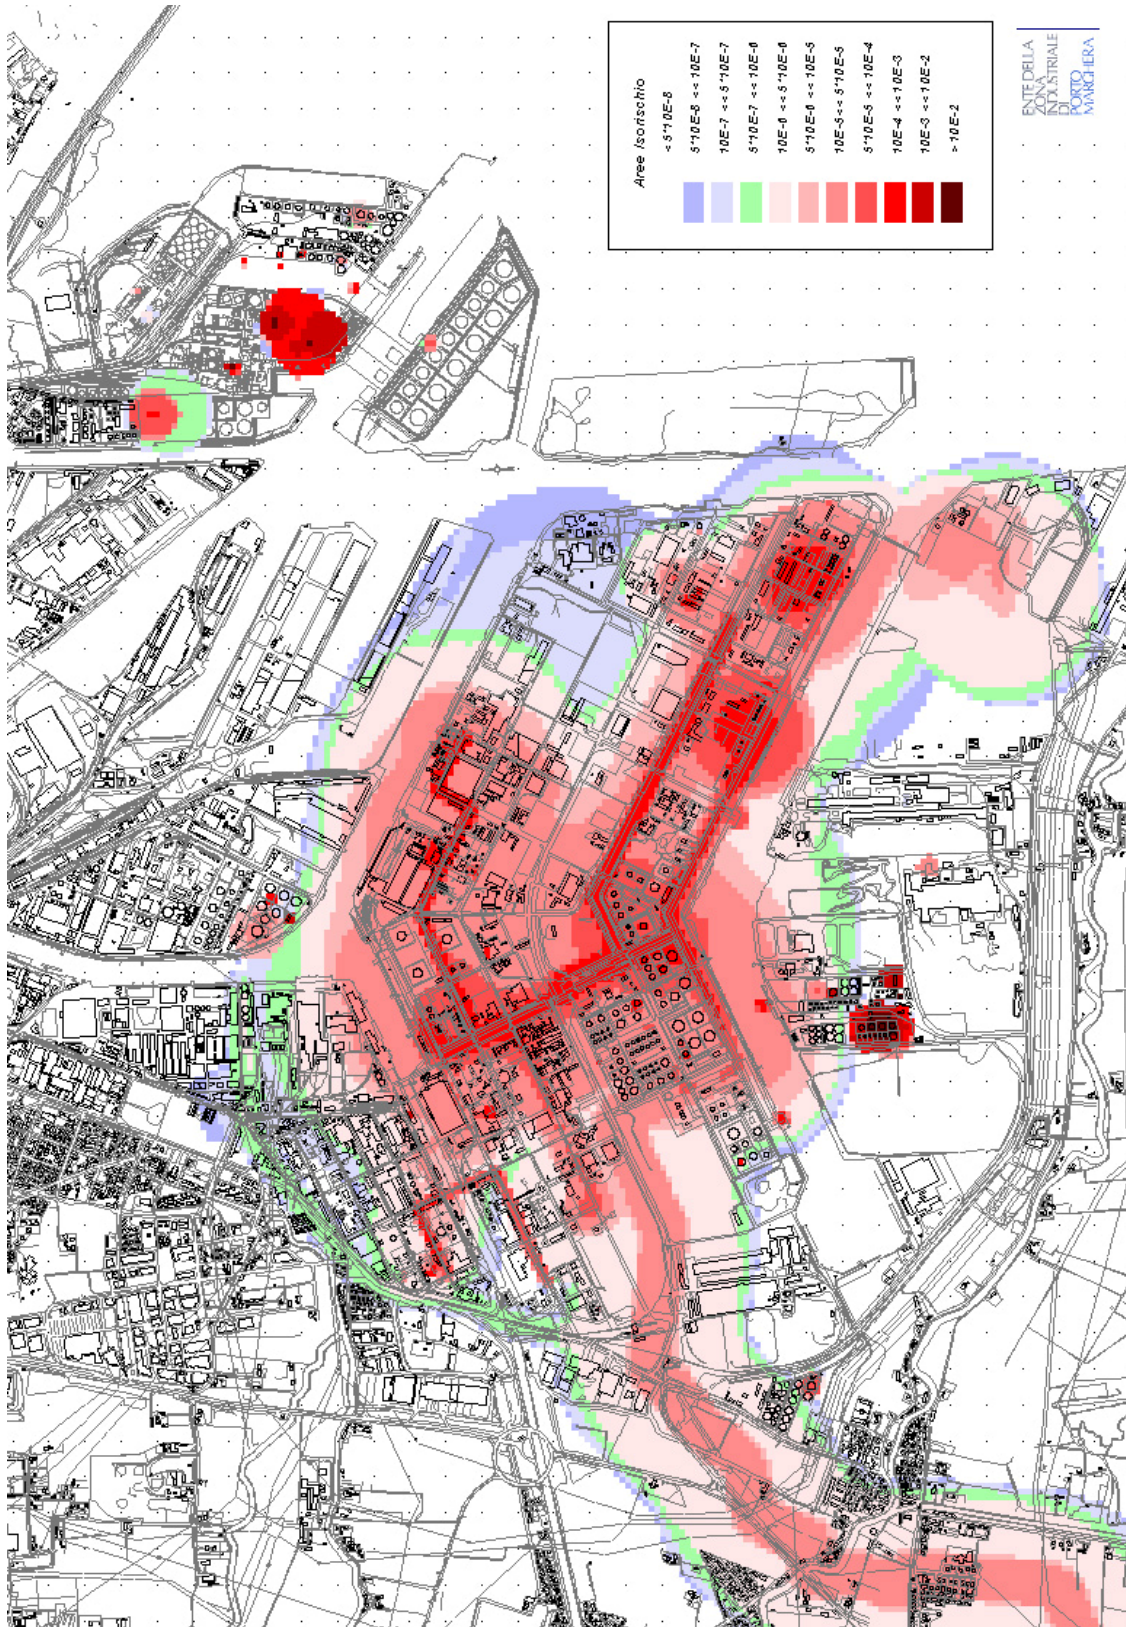 Aree Isorischio
< 5*10E-8
5*10E-8 << 10E-7
10E-7 << 5*10E-7
5*10E-7 << 10E-6
10E-6 << 5*10E-6
5*10E-6 << 10E-5
10E-5 << 5*10E-5
5*10E-5 << 10E-4
10E-4 << 10E-3
10E-3 << 10E-2
> 10E-2
ENTE DELLA
ZONA
INDUSTRIALE
DI
PORTO
MARGHERA